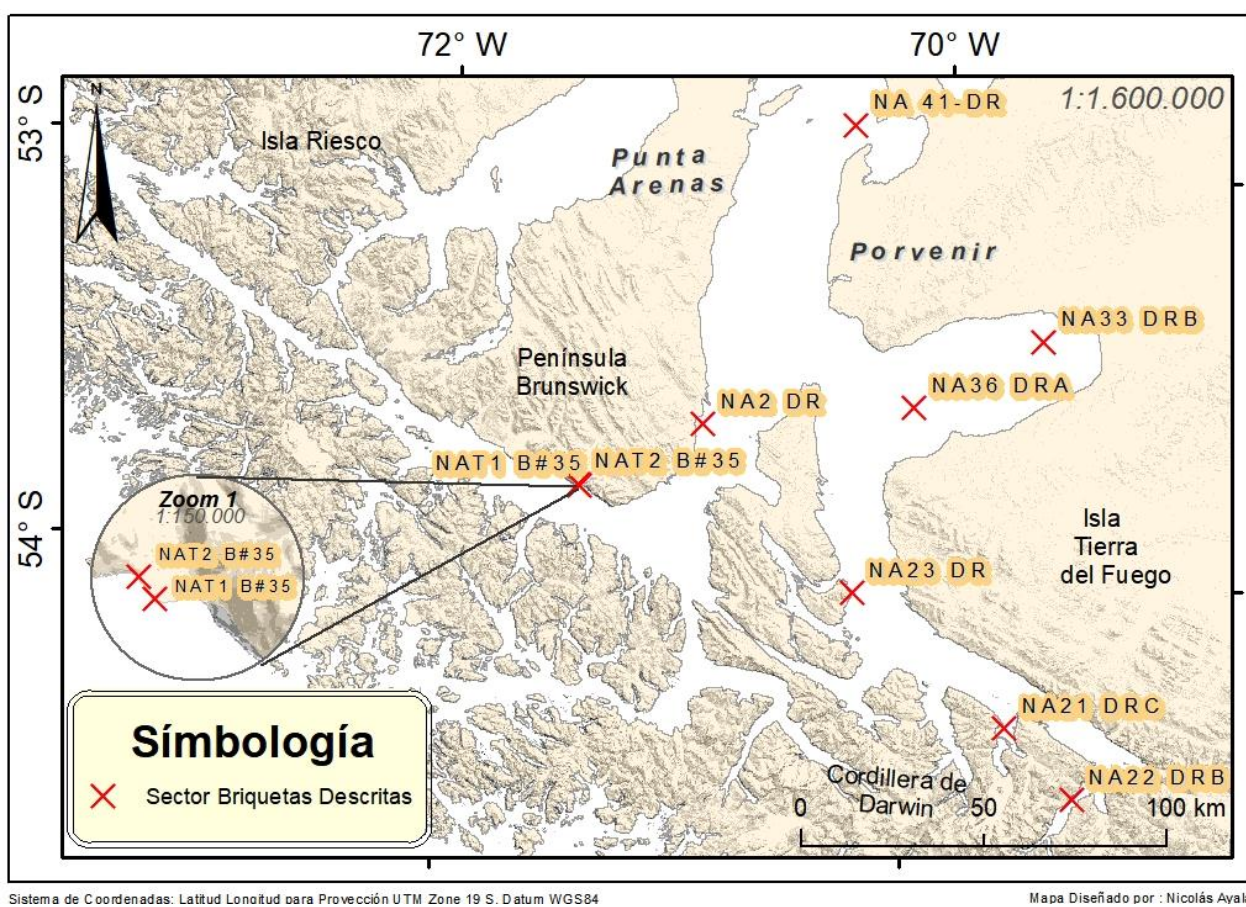 72° W
70° W
53° S
54° S
N
1:1.600.000
NA 41-DR
Isla Riesco
Punta
Arenas
Porvenir
NA33 DRB
Península
Brunswick
NA36 DRA
NA2 DR
NAT1 B#35
NAT2 B#35
Zoom 1
1:150.000
NAT2 B#35
NAT1 B#35
Isla
Tierra
del Fuego
NA23 DR
NA21 DRC
NA22 DRB
Cordillera de
Darwin
0 50 100 km
Símbología
Sector Briquetas Descritas
Sistema de Coordenadas: Latitud Longitud para Proyección UTM Zone 19 S. Datum WGS84
Mapa Diseñado por : Nicolás Ayala